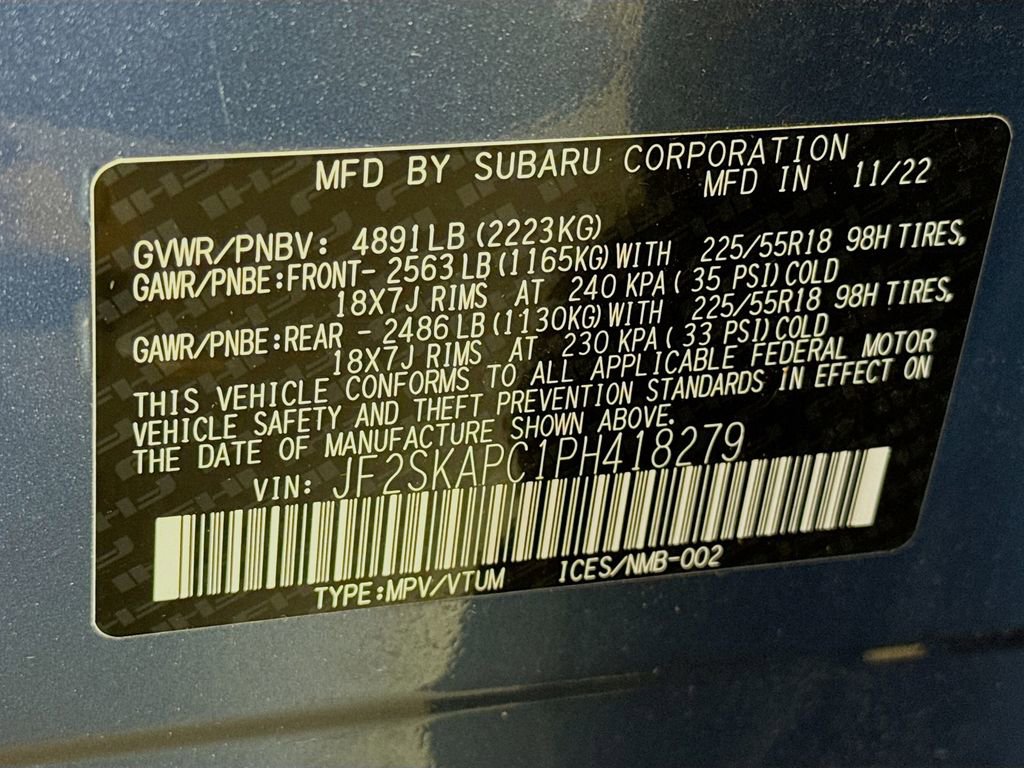 MFD BY SUBARU CORPORATION
MFD IN 11/22
GVWR/PNBV: 4891LB (2223KG)
GAWR/PNBE:FRONT- 2563 LB (1165KG) WITH 225/55R18 98H TIRES,
18X7J RIMS AT 240 KPA ( 35 PSI) COLD
GAWR/PNBE:REAR - 2486 LB (1130KG) WITH 225/55R18 98H TIRES,
18X7J RIMS AT 230 KPA ( 33 PSI) COLD
THIS VEHICLE CONFORMS TO ALL APPLICABLE FEDERAL MOTOR
VEHICLE SAFETY AND THEFT PREVENTION STANDARDS IN EFFECT ON
THE DATE OF MANUFACTURE SHOWN ABOVE.
VIN: JF2SKAPC1PH418279
TYPE:MPV/VTUM ICES/NMB-002